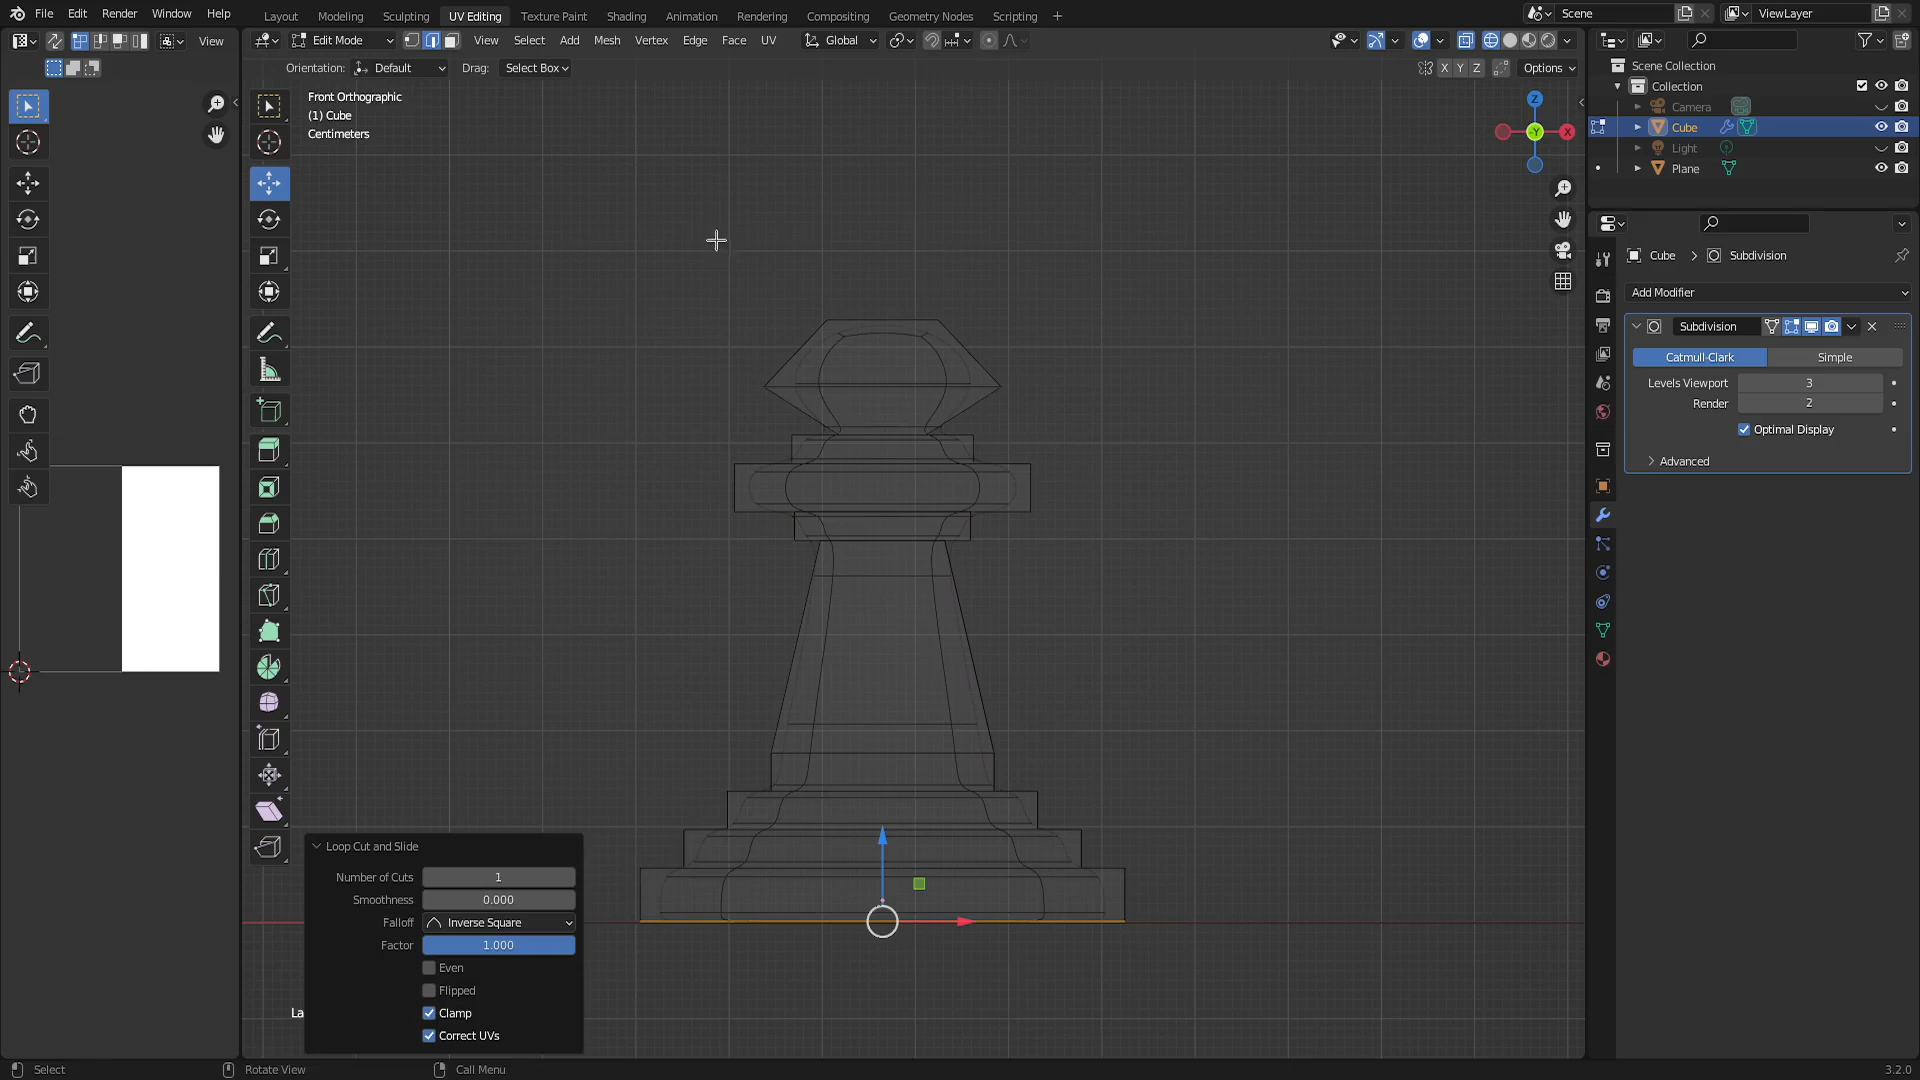 File Edit Render Window Help
Layout Modeling Sculpting UV Editing Texture Paint Shading Animation Rendering Compositing Geometry Nodes Scripting
Scene
ViewLayer
View
Edit Mode
View Select Add Mesh Vertex Edge Face UV
Global
Orientation: Default Drag: Select Box
X Y Z
Options
Front Orthographic
(1) Cube
Centimeters
Z
-Y
X
Scene Collection
Collection
Camera
Cube
Light
Plane
Cube > Subdivision
Add Modifier
Subdivision
Catmull-Clark Simple
Levels Viewport 3
Render 2
Optimal Display
Advanced
Loop Cut and Slide
Number of Cuts 1
Smoothness 0.000
Falloff Inverse Square
Factor 1.000
Even
Flipped
La
Clamp
Correct UVs
Select Rotate View Call Menu 3.2.0